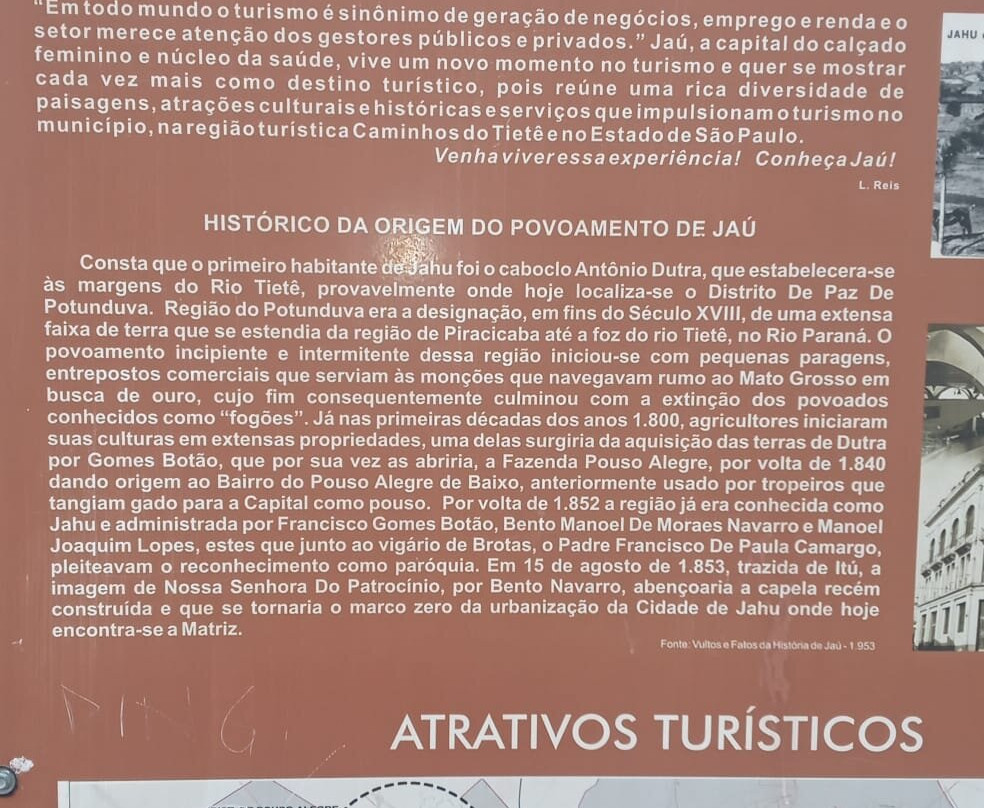 "Em todo mundo o turismo é sinônimo de geração de negócios, emprego e renda e o
setor merece atenção dos gestores públicos e privados." Jaú, a capital do calçado
feminino e núcleo da saúde, vive um novo momento no turismo e quer se mostrar
cada vez mais como destino turístico, pois reúne uma rica diversidade de
paisagens, atrações culturais e históricas e serviços que impulsionam o turismo no
município, na região turística Caminhos do Tietê e no Estado de São Paulo.
Venha viver essa experiência! Conheça Jaú!
L. Reis
JAHU
HISTÓRICO DA ORIGEM DO POVOAMENTO DE JAÚ
Consta que o primeiro habitante de Jahu foi o caboclo Antônio Dutra, que estabelecera-se
às margens do Rio Tietê, provavelmente onde hoje localiza-se o Distrito De Paz De
Potunduva. Região do Potunduva era a designação, em fins do Século XVIII, de uma extensa
faixa de terra que se estendia da região de Piracicaba até a foz do rio Tietê, no Rio Paraná. O
povoamento incipiente e intermitente dessa região iniciou-se com pequenas paragens,
entrepostos comerciais que serviam às monções que navegavam rumo ao Mato Grosso em
busca de ouro, cujo fim consequentemente culminou com a extinção dos povoados
conhecidos como "fogões". Já nas primeiras décadas dos anos 1.800, agricultores iniciaram
suas culturas em extensas propriedades, uma delas surgiria da aquisição das terras de Dutra
por Gomes Botão, que por sua vez as abriria, a Fazenda Pouso Alegre, por volta de 1.840
dando origem ao Bairro do Pouso Alegre de Baixo, anteriormente usado por tropeiros que
tangiam gado para a Capital como pouso. Por volta de 1.852 a região já era conhecida como
Jahu e administrada por Francisco Gomes Botão, Bento Manoel De Moraes Navarro e Manoel
Joaquim Lopes, estes que junto ao vigário de Brotas, o Padre Francisco De Paula Camargo,
pleiteavam o reconhecimento como paróquia. Em 15 de agosto de 1.853, trazida de Itú, a
imagem de Nossa Senhora Do Patrocínio, por Bento Navarro, abençoaria a capela recém
construída e que se tornaria o marco zero da urbanização da Cidade de Jahu onde hoje
encontra-se a Matriz.
Fonte: Vultos e Fatos da História de Jaú - 1.953
ATRATIVOS TURÍSTICOS